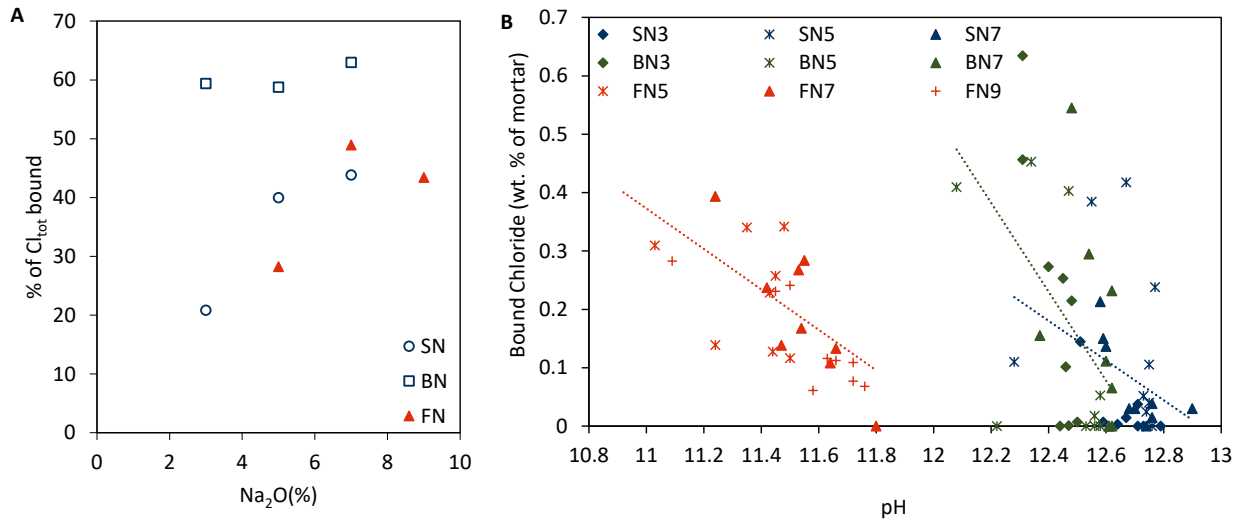 A
% of Cltot bound
70
60
50
40
30
20
10
0
0 2 4 6 8 10
Na2O(%)
SN
BN
FN
B
Bound Chloride (wt. % of mortar)
0.7
0.6
0.5
0.4
0.3
0.2
0.1
0
SN3 SN5 SN7
BN3 BN5 BN7
FN5 FN7 FN9
10.8 11 11.2 11.4 11.6 11.8 12 12.2 12.4 12.6 12.8 13
pH